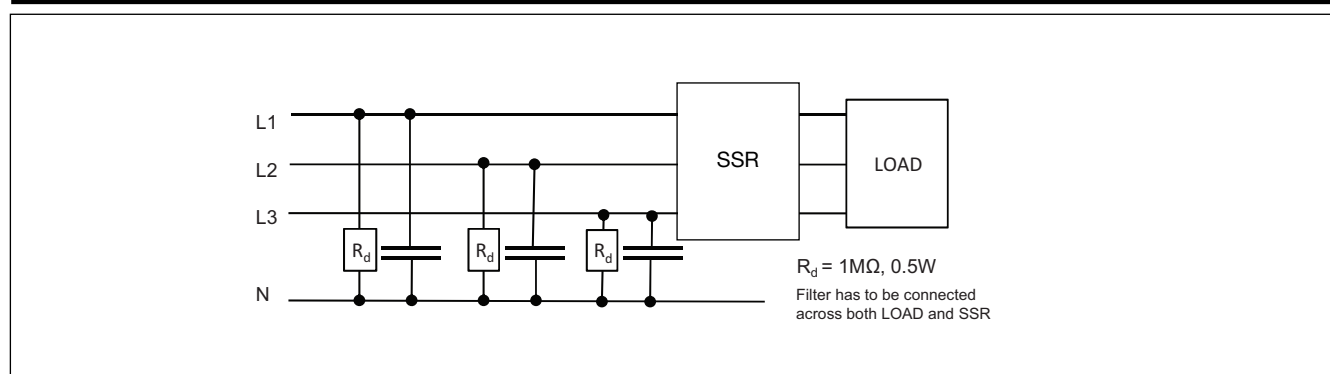 L1
L2
L3
N
R_d
R_d
R_d
SSR
LOAD
R_d = 1MΩ, 0.5W
Filter has to be connected
across both LOAD and SSR